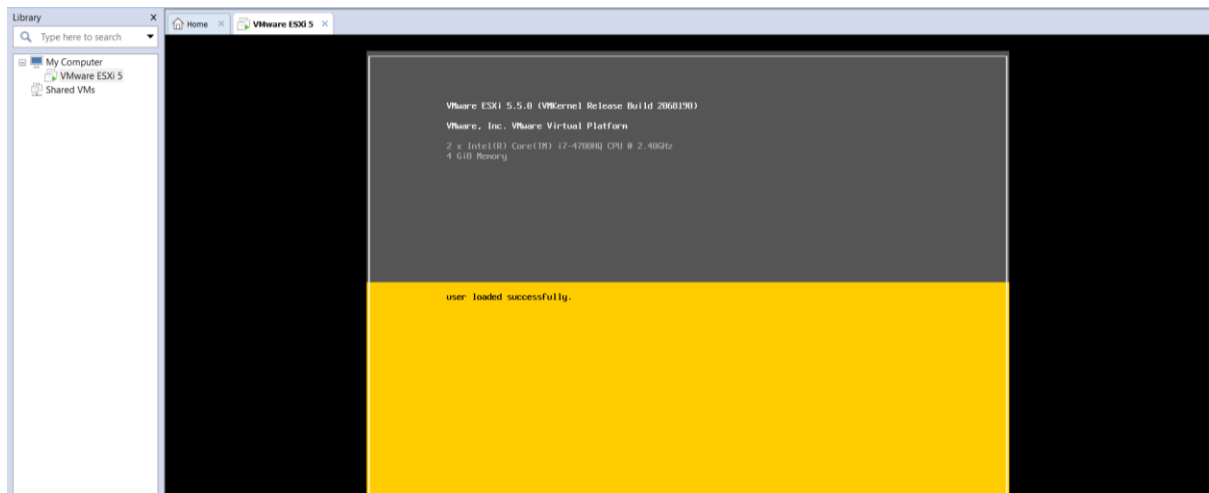 Library X
Type here to search
My Computer
VMware ESXi 5
Shared VMs
Home × VMware ESXi 5 ×
VMware ESXi 5.5.0 (VMKernel Release Build 2068190)
VMware, Inc. VMware Virtual Platform
2 x Intel(R) Core(TM) i7-4700HQ CPU @ 2.40GHz
4 GiB Memory
user loaded successfully.